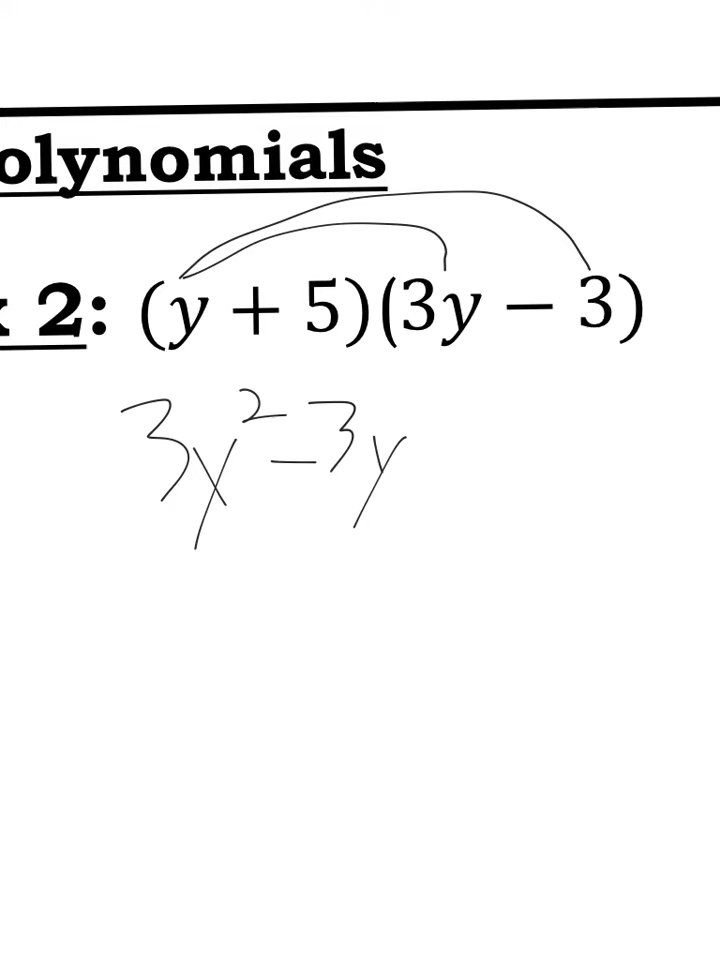 olynomials
x 2: (y + 5)(3y − 3)
3y² − 3y